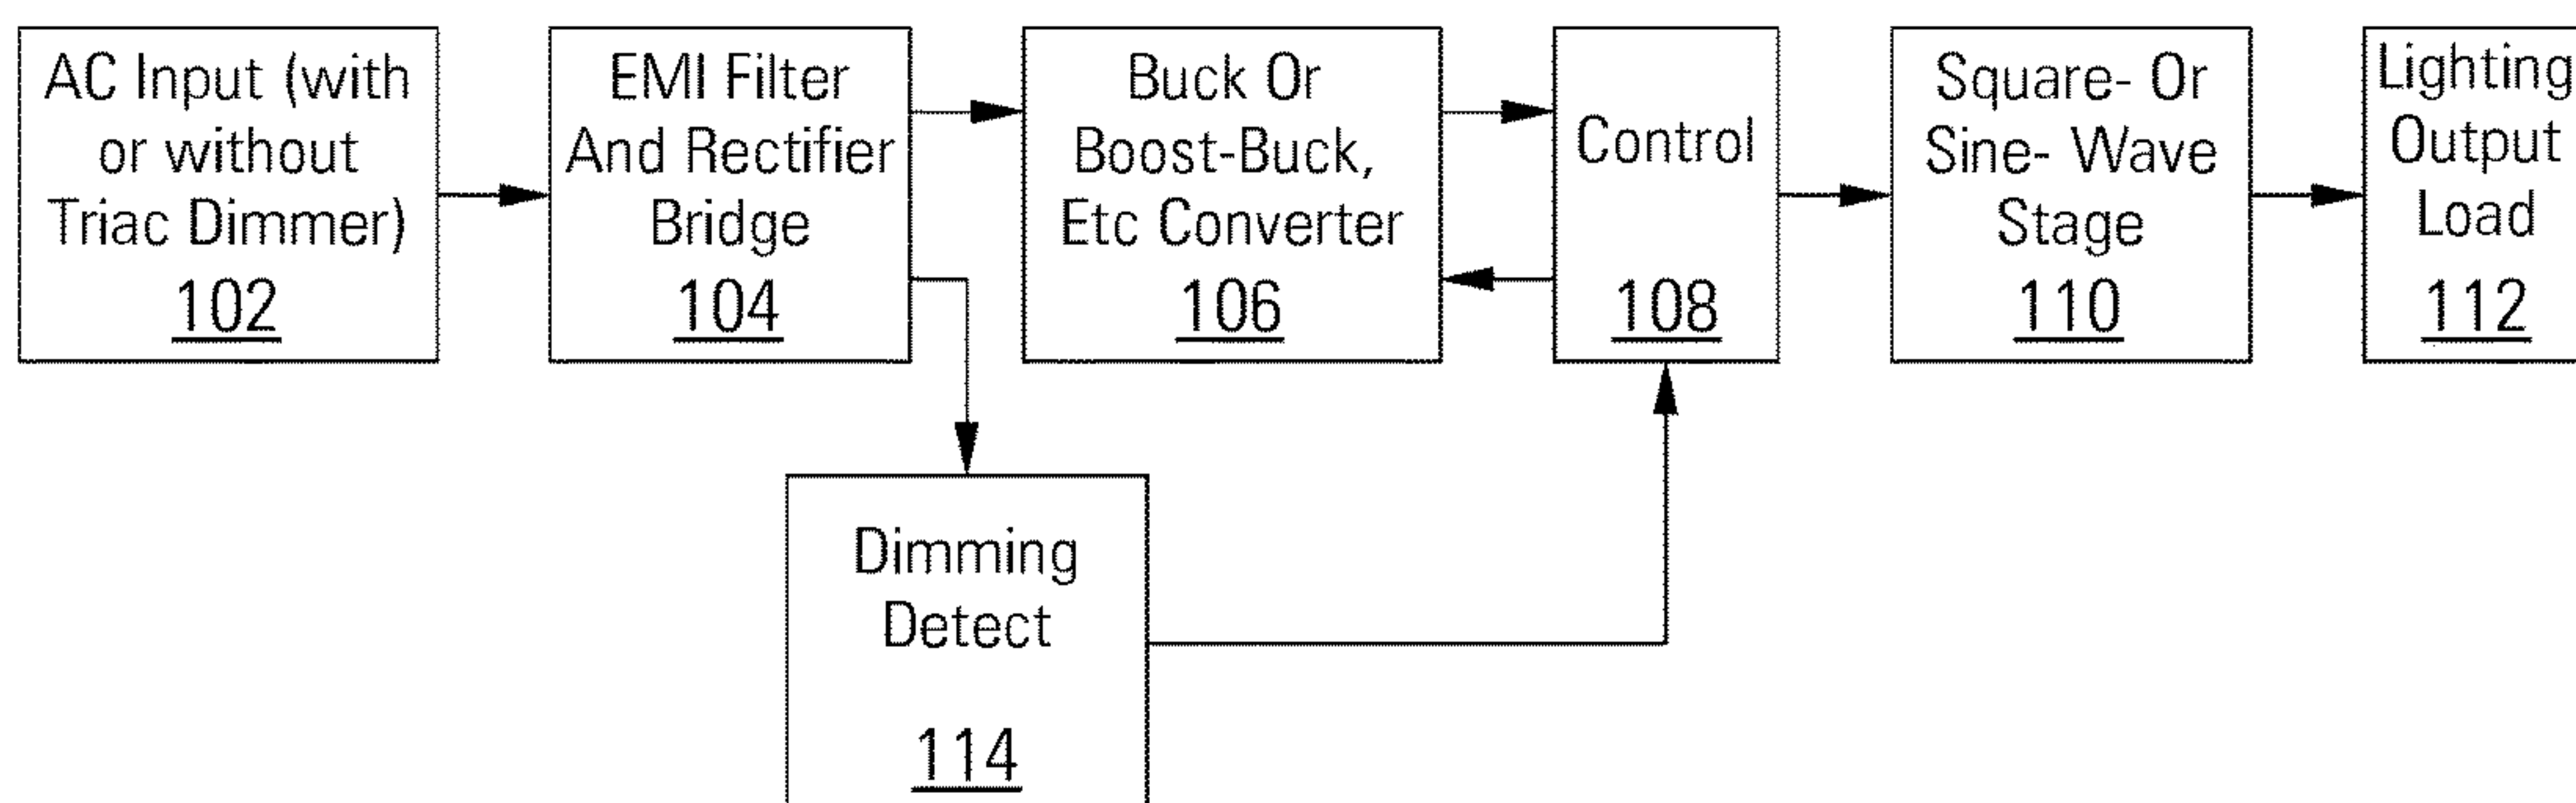 AC Input (with
or without
Triac Dimmer)
102
EMI Filter
And Rectifier
Bridge
104
Buck Or
Boost-Buck,
Etc Converter
106
Control
108
Square- Or
Sine- Wave
Stage
110
Lighting
Output
Load
112
Dimming
Detect
114